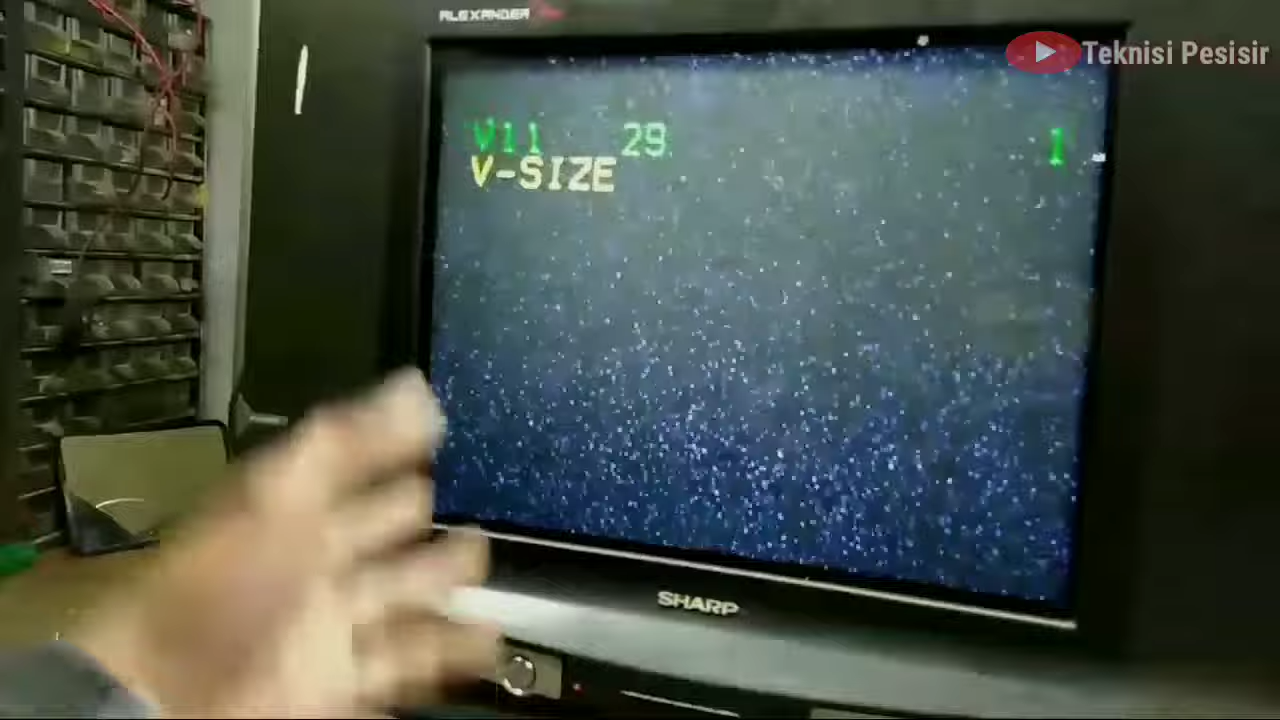 ALEXANDER
Teknisi Pesisir
V11 29 1
V-SIZE
SHARP